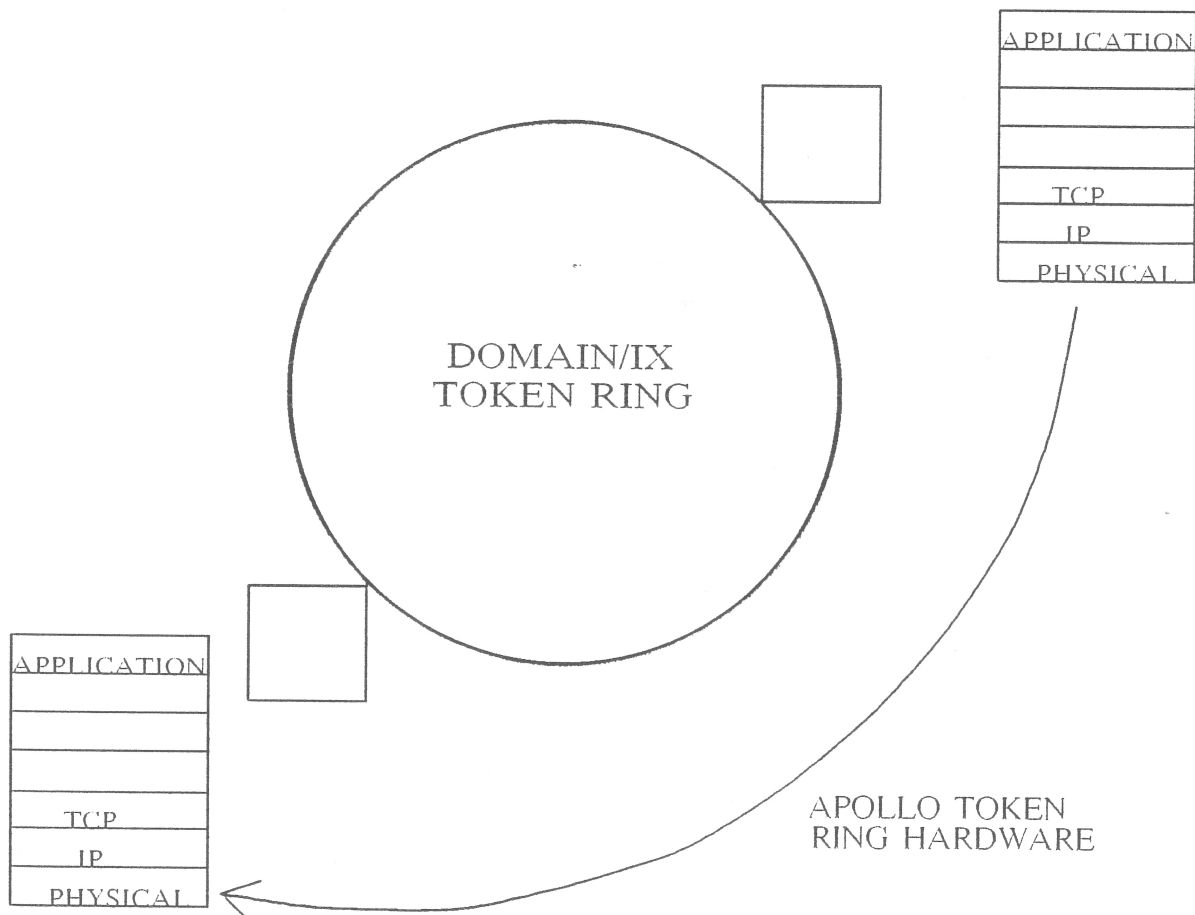 APPLICATION
TCP
IP
PHYSICAL
DOMAIN/IX
TOKEN RING
APPLICATION
TCP
IP
PHYSICAL
APOLLO TOKEN
RING HARDWARE